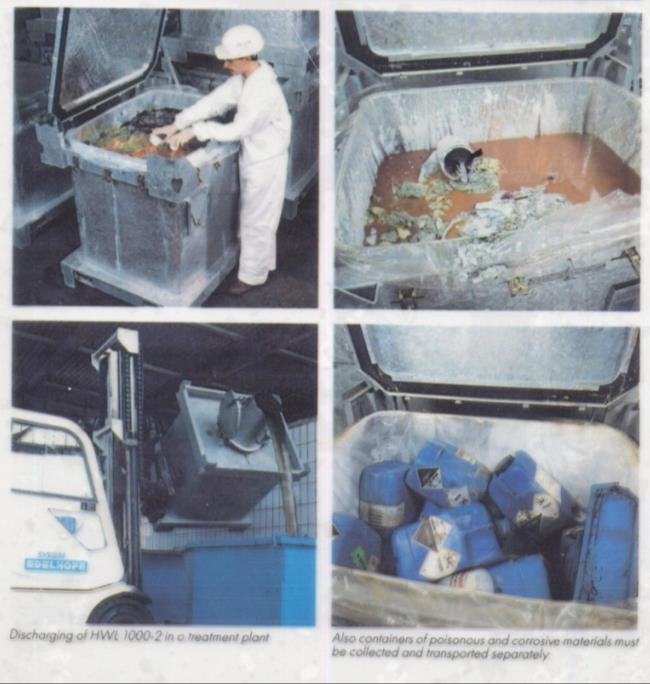 SYSTEM
EDELHOFF
Discharging of HWL 1000-2 in a treatment plant
Also containers of poisonous and corrosive materials must
be collected and transported separately